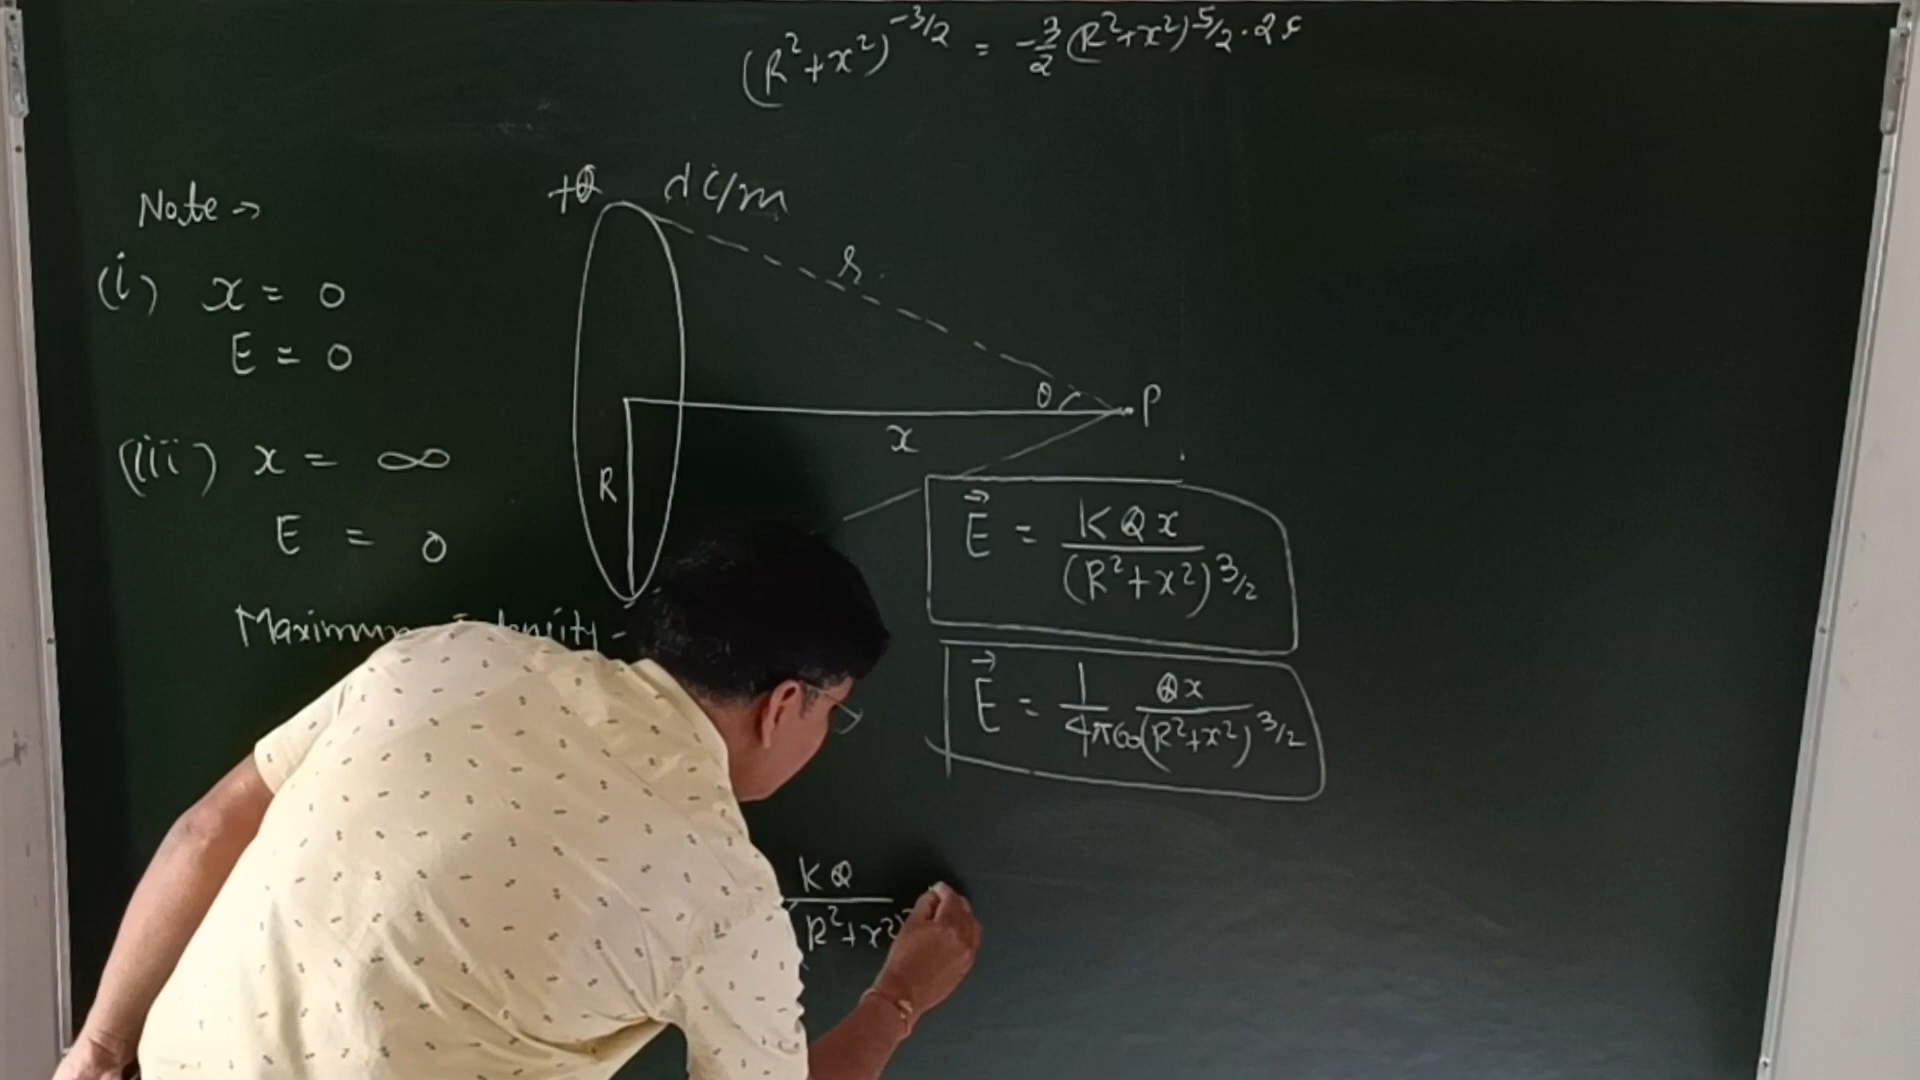 (R²+x²)^-3/2 = -3/2 (R²+x²)^-5/2 · 2x
Note →
(i) x = 0
E = 0
(iii) x = ∞
E = 0
Maximum
+Q
r
θ
P
x
R
E⃗ = KQx/(R²+x²)^3/2
E⃗ = 1/4πϵ₀ Qx/(R²+x²)^3/2
KQ/(R²+x²)